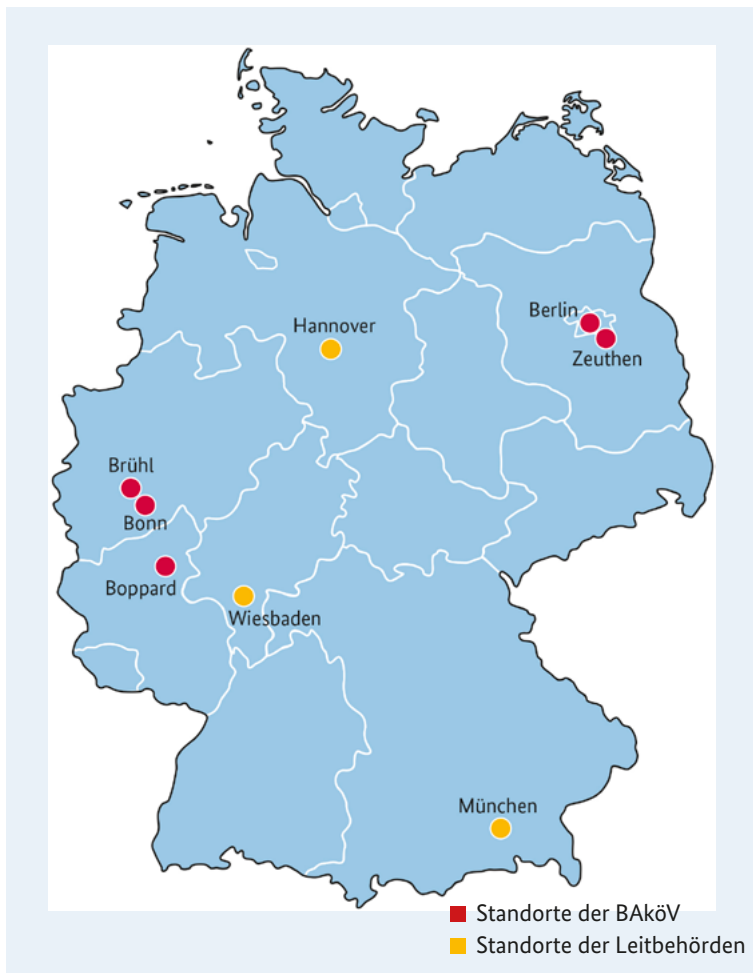 Berlin
Hannover
Zeuthen
Brühl
Bonn
Boppard
Wiesbaden
München
Standorte der BAköV
Standorte der Leitbehörden